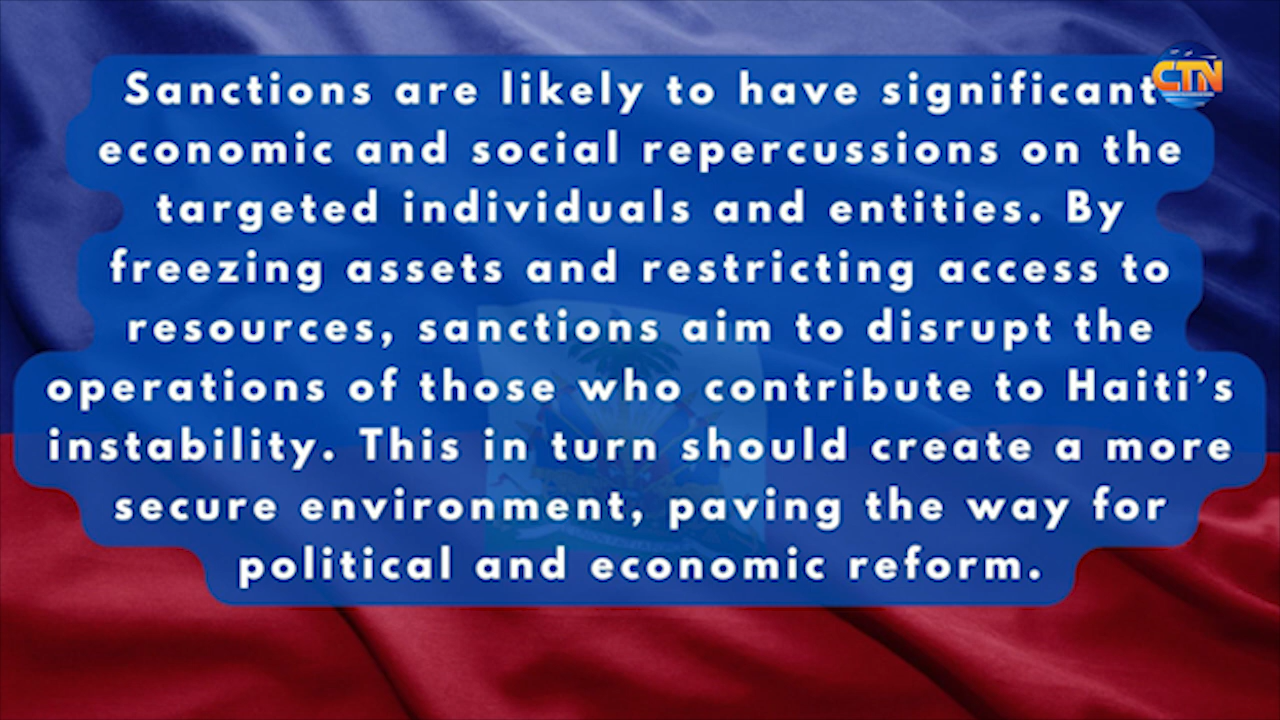 Sanctions are likely to have significant
CTN
economic and social repercussions on the
targeted individuals and entities. By
freezing assets and restricting access to
resources, sanctions aim to disrupt the
operations of those who contribute to Haiti’s
instability. This in turn should create a more
secure environment, paving the way for
political and economic reform.